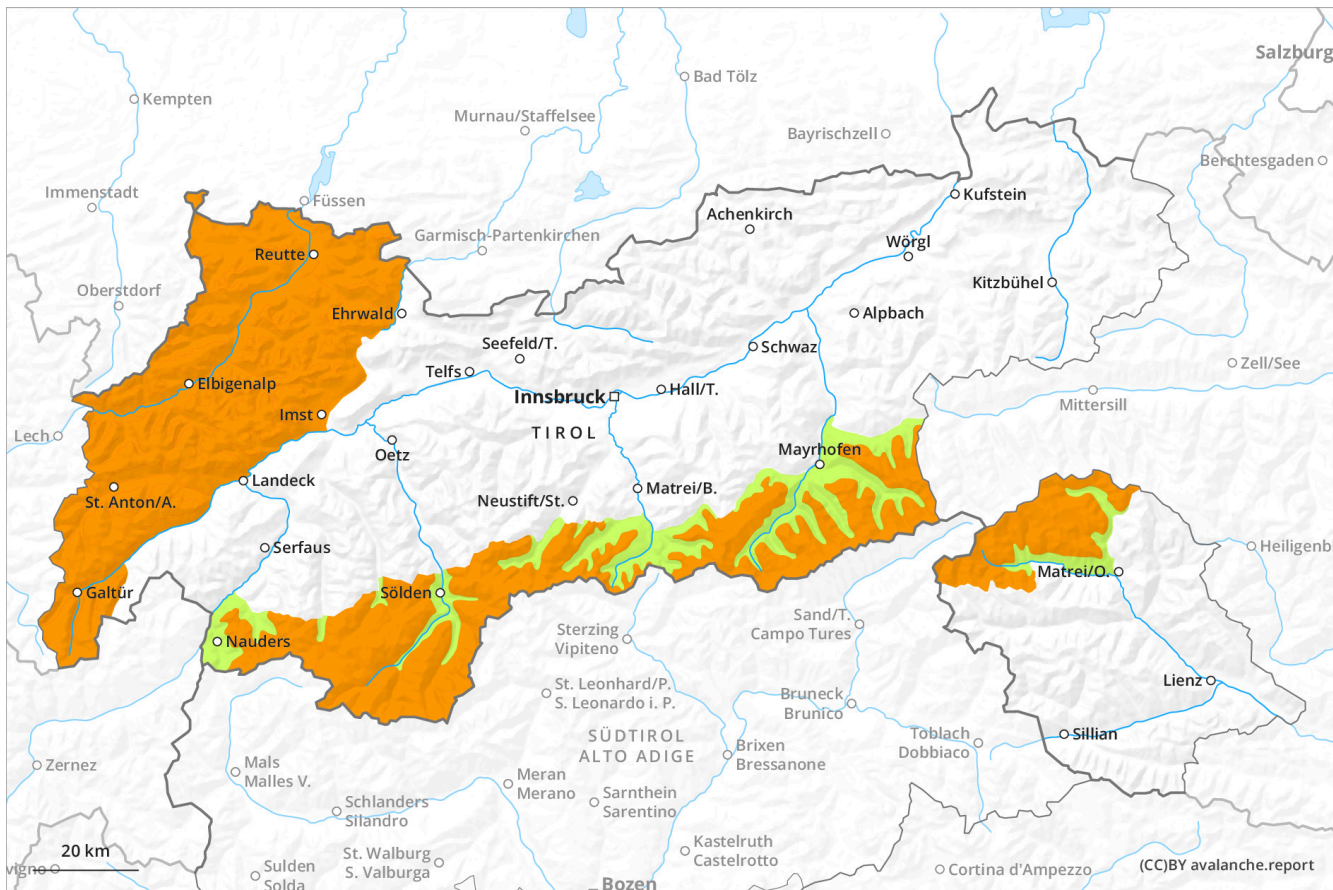 Salzburg
Bad Tölz
Kempten
Murnau/Staffelsee
Bayrischzell
Berchtesgaden
Immenstadt
Füssen
Kufstein
Achenkirch
Garmisch-Partenkirchen
Wörgl
Reutte
Oberstdorf
Kitzbühel
Ehrwald
Alpbach
Seefeld/T.
Schwaz
Zell/See
Telfs
Elbigenalp
Hall/T.
Innsbruck
Mittersill
Imst
TIROL
Lech
Oetz
Mayrhofen
Landeck
St. Anton/A.
Matrei/B.
Neustift/St.
Serfaus
Heiligenb
Matrei/O.
Galtür
Sölden
Sand/T.
Campo Tures
Sterzing
Vipiteno
Nauders
Lienz
St. Leonhard/P.
S. Leonardo i. P.
Bruneck
Brunico
Sillian
SÜDTIROL
ALTO ADIGE
Toblach
Dobbiaco
Brixen
Bressanone
Zernez
Mals
Malles V.
Meran
Merano
Sarnthein
Sarentino
Schlanders
Silandro
Kastelruth
Castelrotto
20 km
St. Walburg
S. Valburga
(CC)BY avalanche.report
vigno
Sulden
Solda
Cortina d'Ampezzo
Bozen